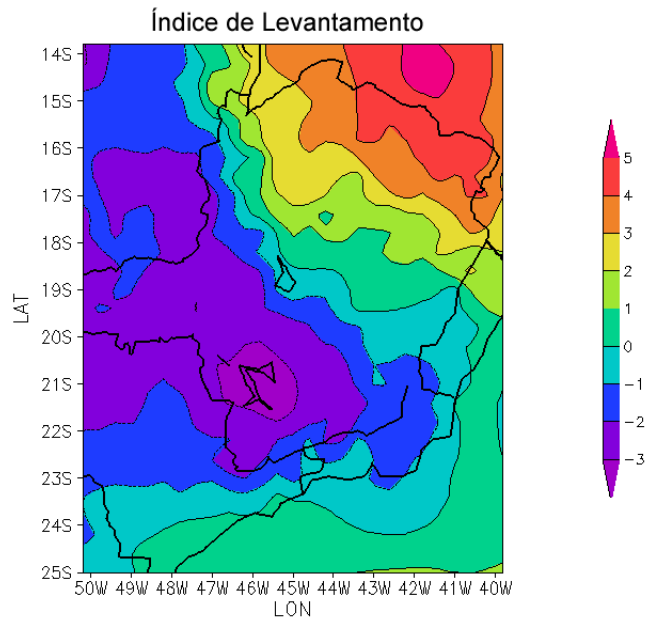 Índice de Levantamento
14S
15S
16S
17S
18S
19S
20S
21S
22S
23S
24S
25S
LAT
50W 49W 48W 47W 46W 45W 44W 43W 42W 41W 40W
LON
5
4
3
2
1
0
-1
-2
-3